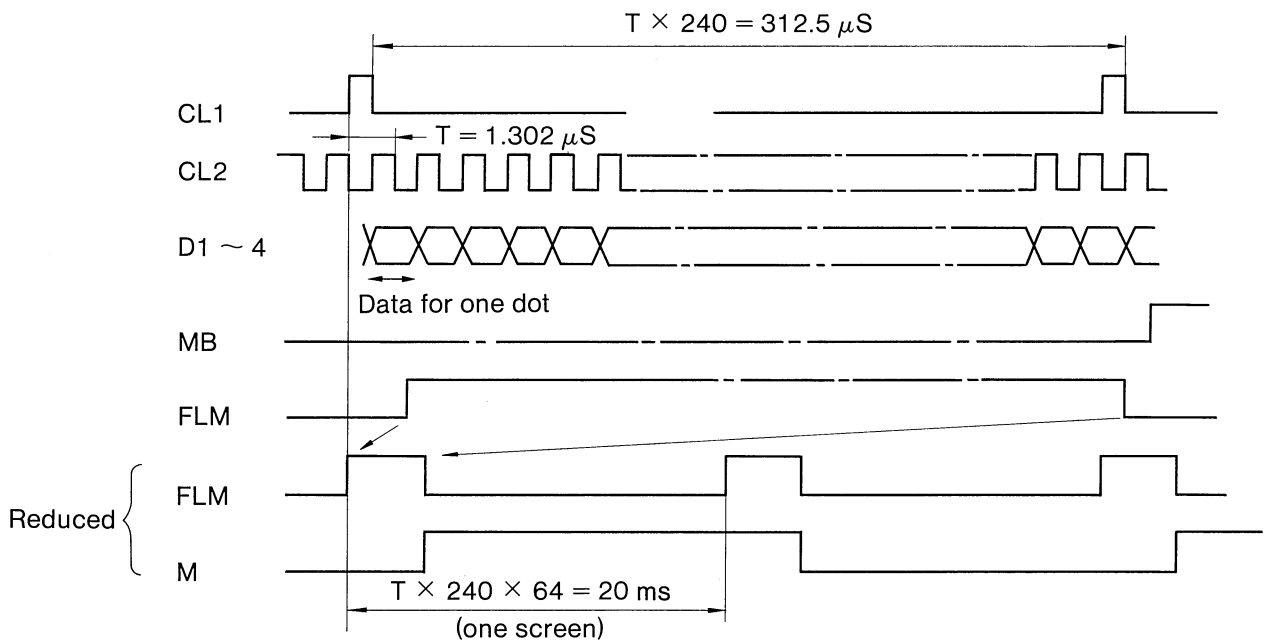 T × 240 = 312.5 μS
CL1
T = 1.302 μS
CL2
D1 ~ 4
Data for one dot
MB
FLM
FLM
Reduced
M
T × 240 × 64 = 20 ms
(one screen)